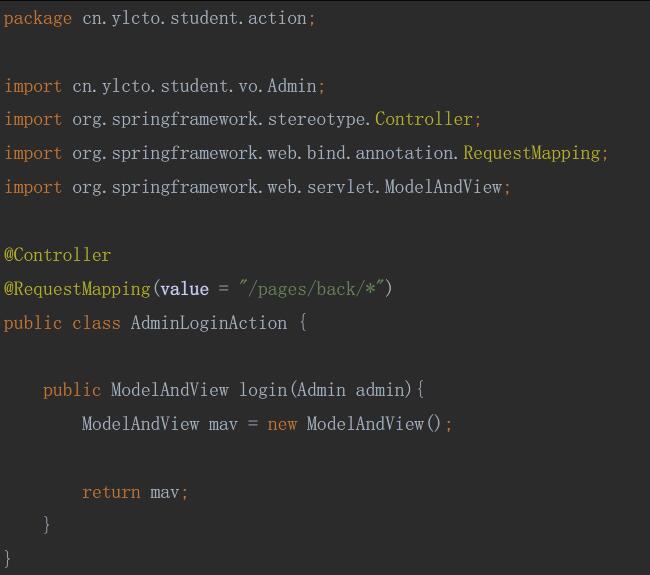 package cn.ylcto.student.action;
import cn.ylcto.student.vo.Admin;
import org.springframework.stereotype.Controller;
import org.springframework.web.bind.annotation.RequestMapping;
import org.springframework.web.servlet.ModelAndView;
@Controller
@RequestMapping(value = "/pages/back/*")
public class AdminLoginAction {
    public ModelAndView login(Admin admin){
        ModelAndView mav = new ModelAndView();
        return mav;
    }
}